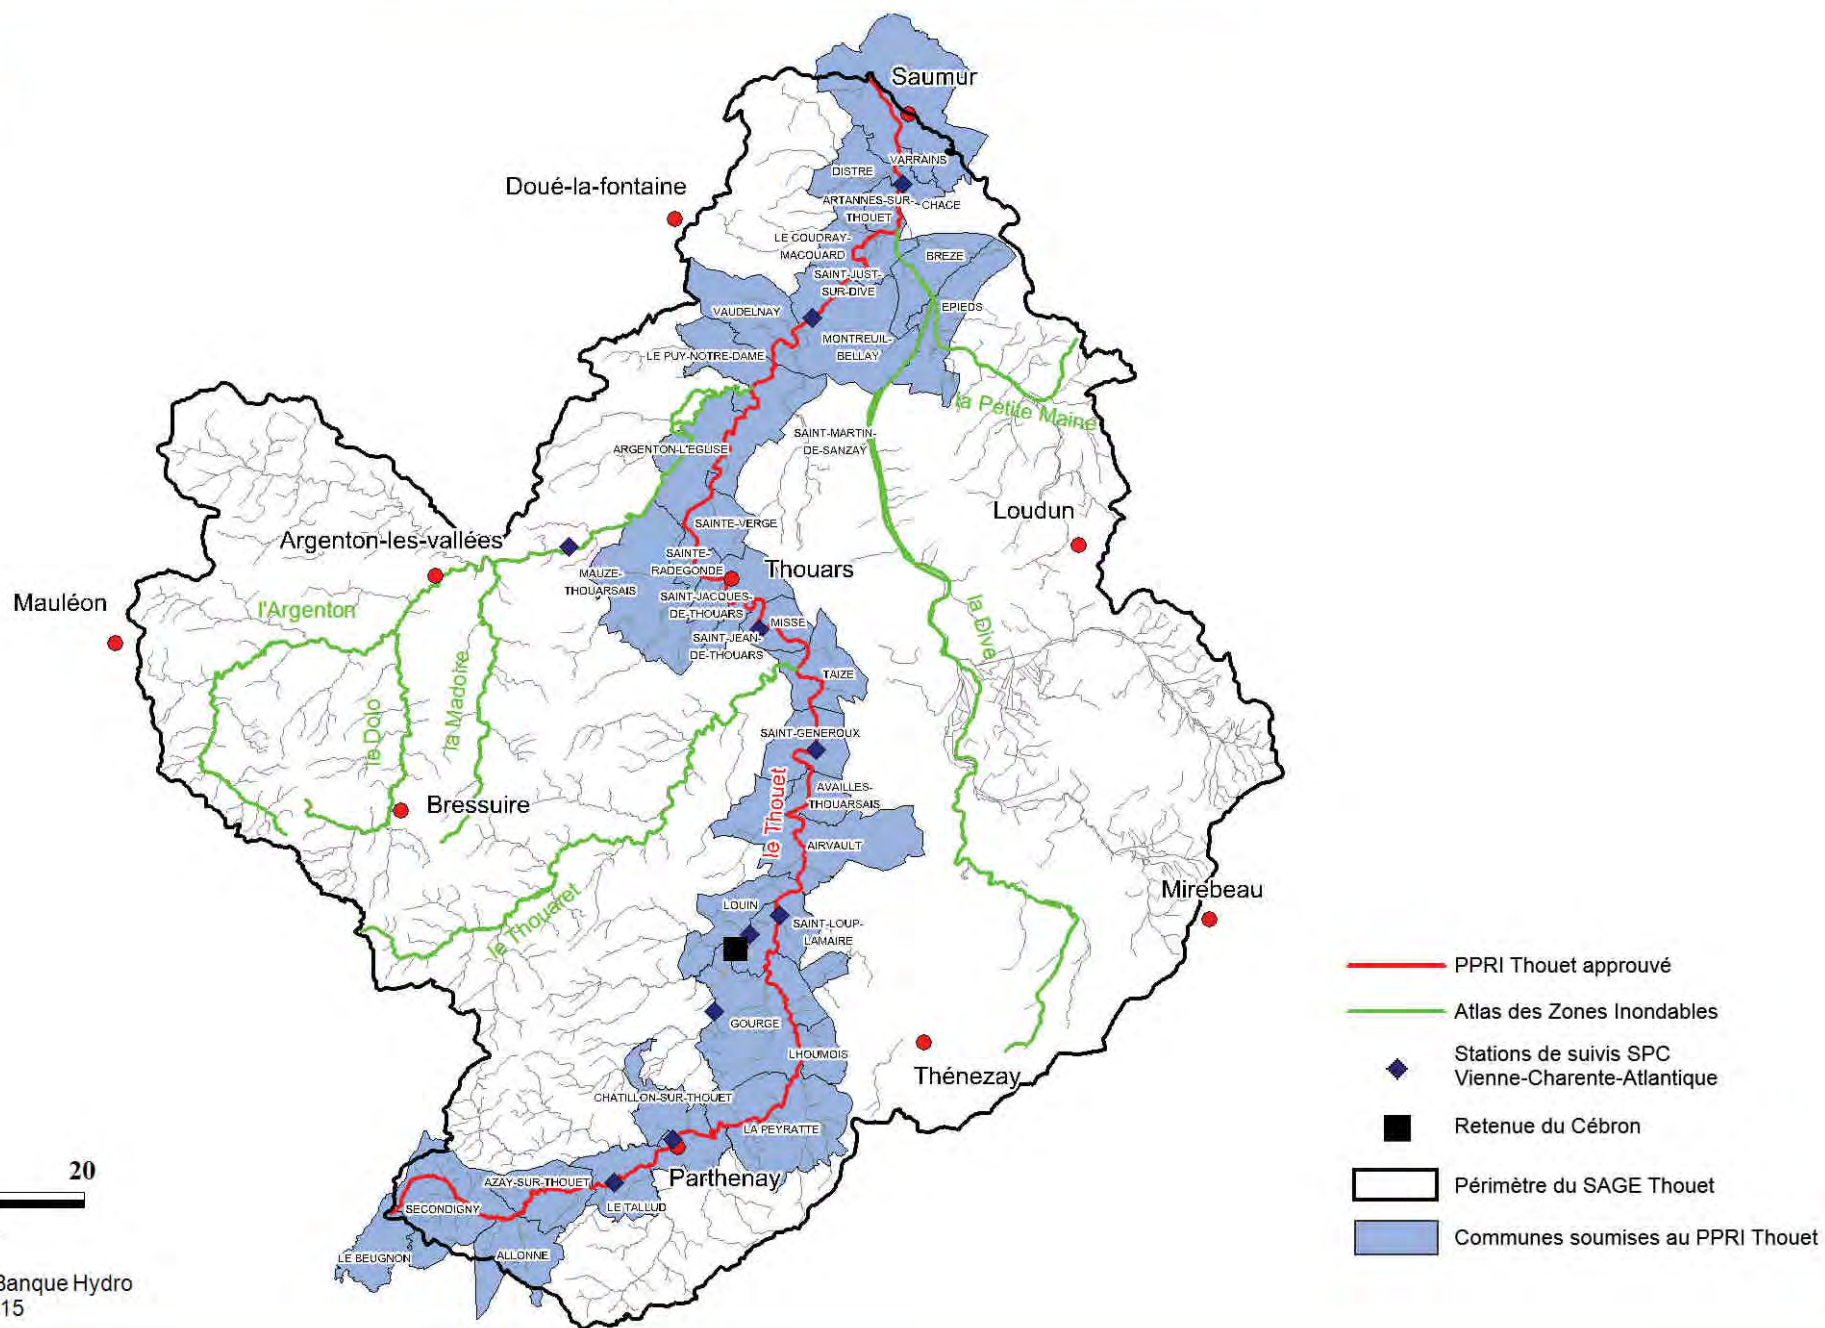 Saumur
VARRAINS
DISTRE
Doué-la-fontaine
ARTANNES-SUR-
THOUET
CHACE
LE COUDRAY-
MACOUARD
BREZE
SAINT-JUST-
SUR-DIVE
EPIEDS
VAUDELNAY
MONTREUIL-
BELLAY
LE PUY-NOTRE-DAME
la Petite Maine
SAINT-MARTIN-
DE-SANZAY
ARGENTON-L'EGLISE
Loudun
SAINTE-VERGE
Argenton-les-vallées
SAINTE-
RADEGONDE
Thouars
MAUZE-
THOUARSAIS
Mauléon
l'Argenton
SAINT-JACQUES-
DE-THOUARS
MISSE
SAINT-JEAN-
DE-THOUARS
la Dive
TAIZE
le Dolo
la Madoire
SAINT-GENEROUX
le Thouet
AVAILLES-
THOUARSAIS
Bressuire
AIRVAULT
Mirebeau
le Thouaret
LOUIN
SAINT-LOUP-
LAMAIRE
GOURGE
LHOUMOIS
Thénezay
CHATILLON-SUR-THOUET
LA PEYRATTE
Parthenay
AZAY-SUR-THOUET
SECONDIGNY
LE TALLUD
LE BEUGNON
ALLONNE
20
Banque Hydro
15
PPRI Thouet approuvé
Atlas des Zones Inondables
Stations de suivis SPC
Vienne-Charente-Atlantique
Retenue du Cébron
Périmètre du SAGE Thouet
Communes soumises au PPRI Thouet